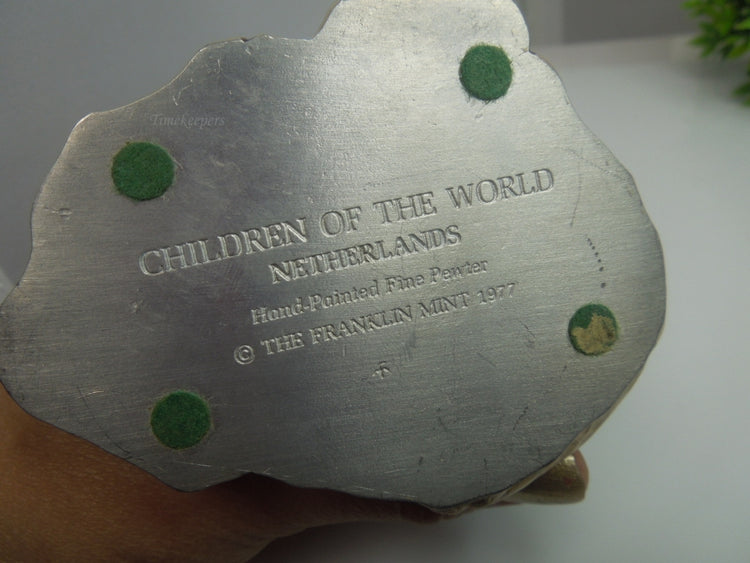 Timekeepers
CHILDREN OF THE WORLD
NETHERLANDS
Hand-Painted Fine Pewter
© THE FRANKLIN MINT 1977